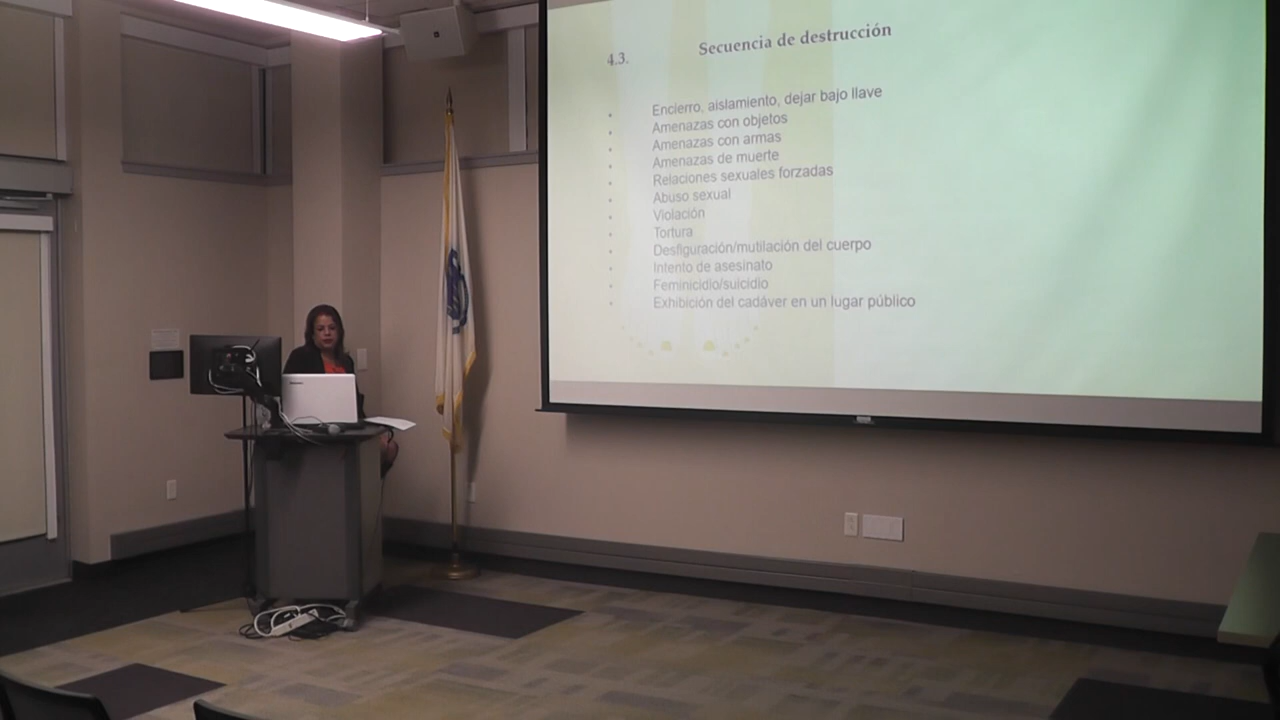 4.3. Secuencia de destrucción
• Encierro, aislamiento, dejar bajo llave
• Amenazas con objetos
• Amenazas con armas
• Amenazas de muerte
• Relaciones sexuales forzadas
• Abuso sexual
• Violación
• Tortura
• Desfiguración/mutilación del cuerpo
• Intento de asesinato
• Feminicidio/suicidio
• Exhibición del cadáver en un lugar público